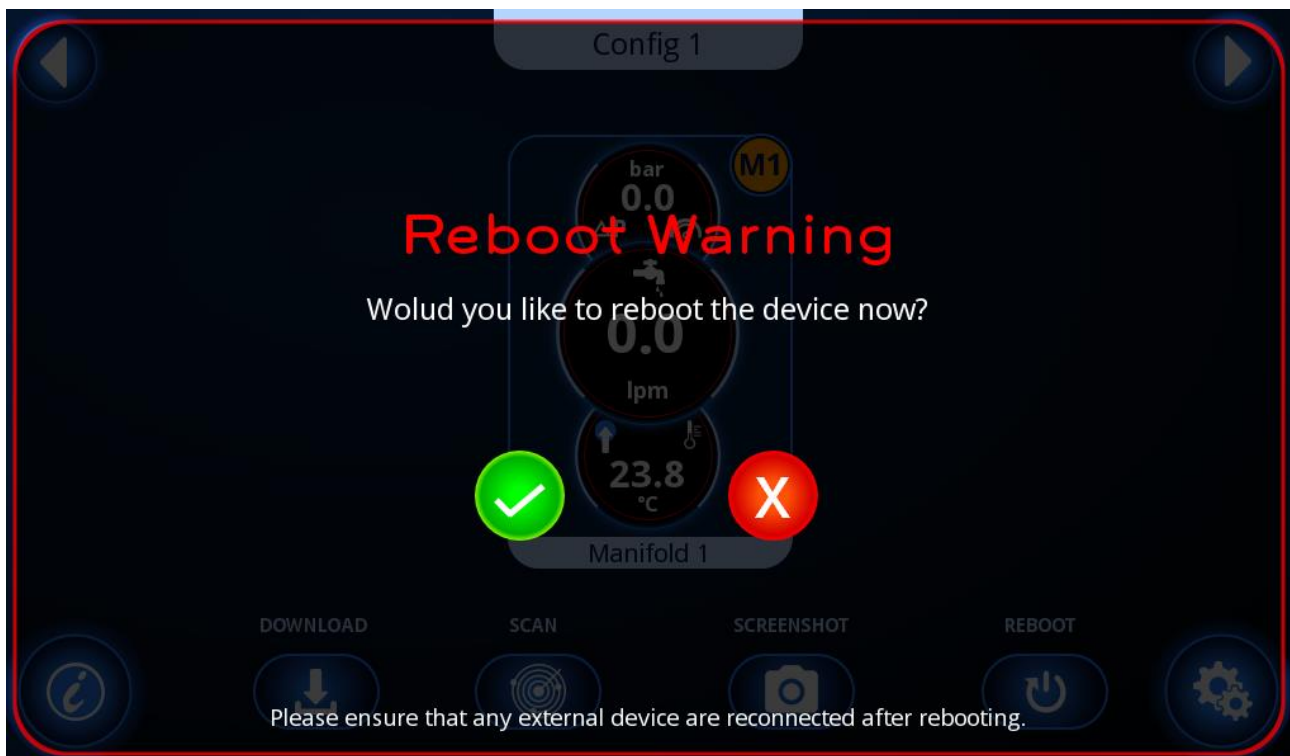 Config 1
M1
bar
0.0
Reboot Warning
Wolud you like to reboot the device now?
0.0
lpm
23.8
°C
X
Manifold 1
DOWNLOAD SCAN SCREENSHOT REBOOT
i
Please ensure that any external device are reconnected after rebooting.